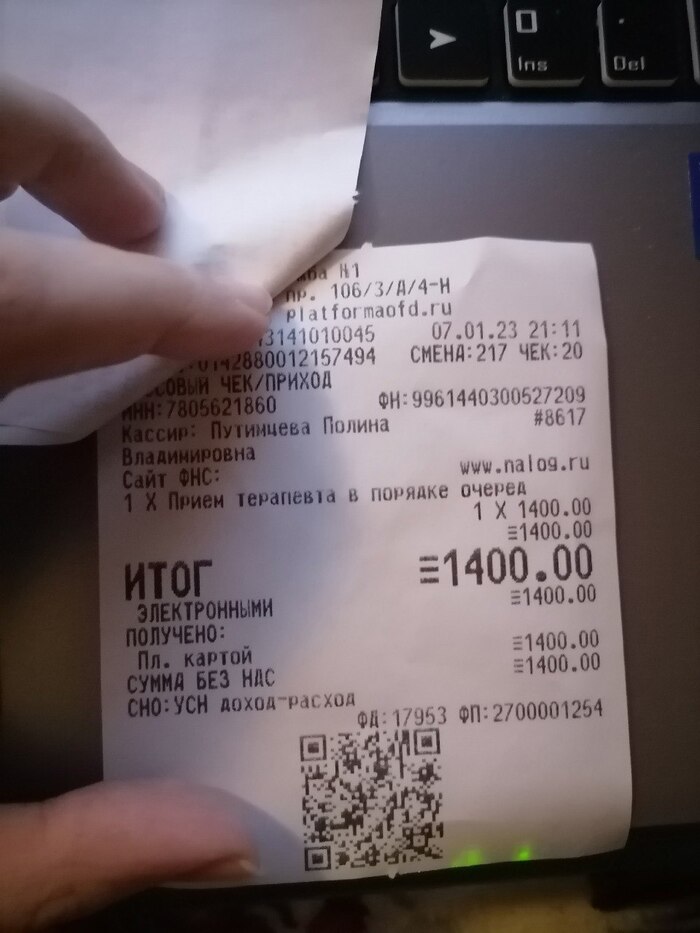 Ins
Del
№1
пр. 106/3/А/4-Н
platformaofd.ru
3141010045 07.01.23 21:11
0142880012157494 СМЕНА:217 ЧЕК:20
СОВЫЙ ЧЕК/ПРИХОД
ИНН:7805621860 ФН:9961440300527209
Кассир: Путимцева Полина #8617
Владимировна
Сайт ФНС: www.nalog.ru
1 X Прием терапевта в порядке очеред
1 X 1400.00
≡1400.00
ИТОГ ≡1400.00
ЭЛЕКТРОННЫМИ ≡1400.00
ПОЛУЧЕНО:
Пл. картой ≡1400.00
СУММА БЕЗ НДС ≡1400.00
СНО:УСН доход-расход
ФД:17953 ФП:2700001254